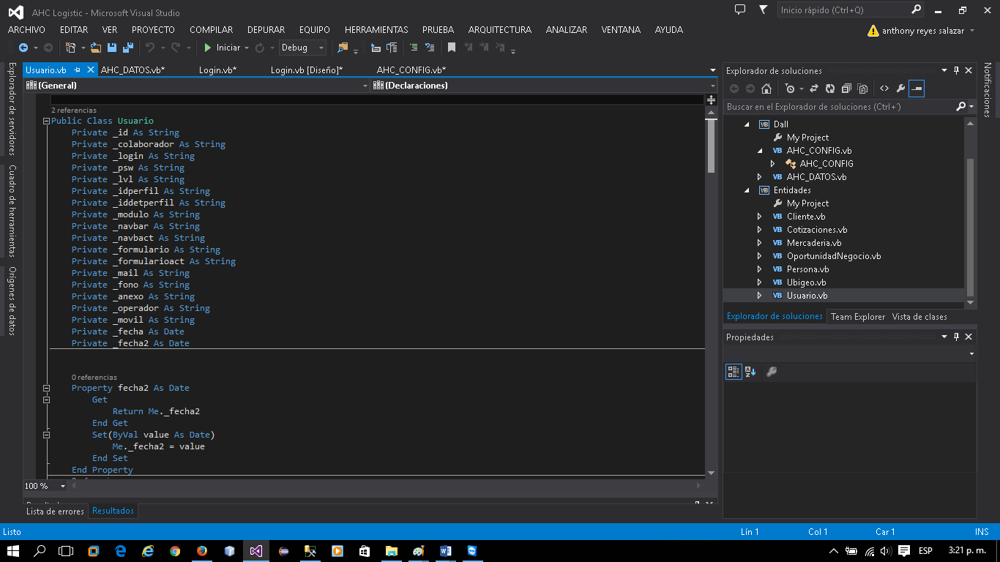 AHC Logistic - Microsoft Visual Studio
Inicio rápido (Ctrl+Q)
ARCHIVO EDITAR VER PROYECTO COMPILAR DEPURAR EQUIPO HERRAMIENTAS PRUEBA ARQUITECTURA ANALIZAR VENTANA AYUDA
anthony reyes salazar
Iniciar Debug
Explorador de servidores
Cuadro de herramientas
Orígenes de datos
Usuario.vb AHC_DATOS.vb* Login.vb* Login.vb [Diseño]* AHC_CONFIG.vb*
(General) (Declaraciones)
2 referencias
Public Class Usuario
Private _id As String
Private _colaborador As String
Private _login As String
Private _psw As String
Private _lvl As String
Private _idperfil As String
Private _iddetperfil As String
Private _modulo As String
Private _navbar As String
Private _navbact As String
Private _formulario As String
Private _formularioact As String
Private _mail As String
Private _fono As String
Private _anexo As String
Private _operador As String
Private _movil As String
Private _fecha As Date
Private _fecha2 As Date
0 referencias
Property fecha2 As Date
Get
Return Me._fecha2
End Get
Set(ByVal value As Date)
Me._fecha2 = value
End Set
End Property
100 %
Lista de errores Resultados
Explorador de soluciones
Buscar en el Explorador de soluciones (Ctrl+´)
VB Dall
My Project
VB AHC_CONFIG.vb
AHC_CONFIG
VB AHC_DATOS.vb
VB Entidades
My Project
VB Cliente.vb
VB Cotizaciones.vb
VB Mercaderia.vb
VB OportunidadNegocio.vb
VB Persona.vb
VB Ubigeo.vb
VB Usuario.vb
Explorador de soluciones Team Explorer Vista de clases
Propiedades
Notificaciones
Listo Lín 1 Col 1 Car 1 INS
ESP 3:21 p. m.